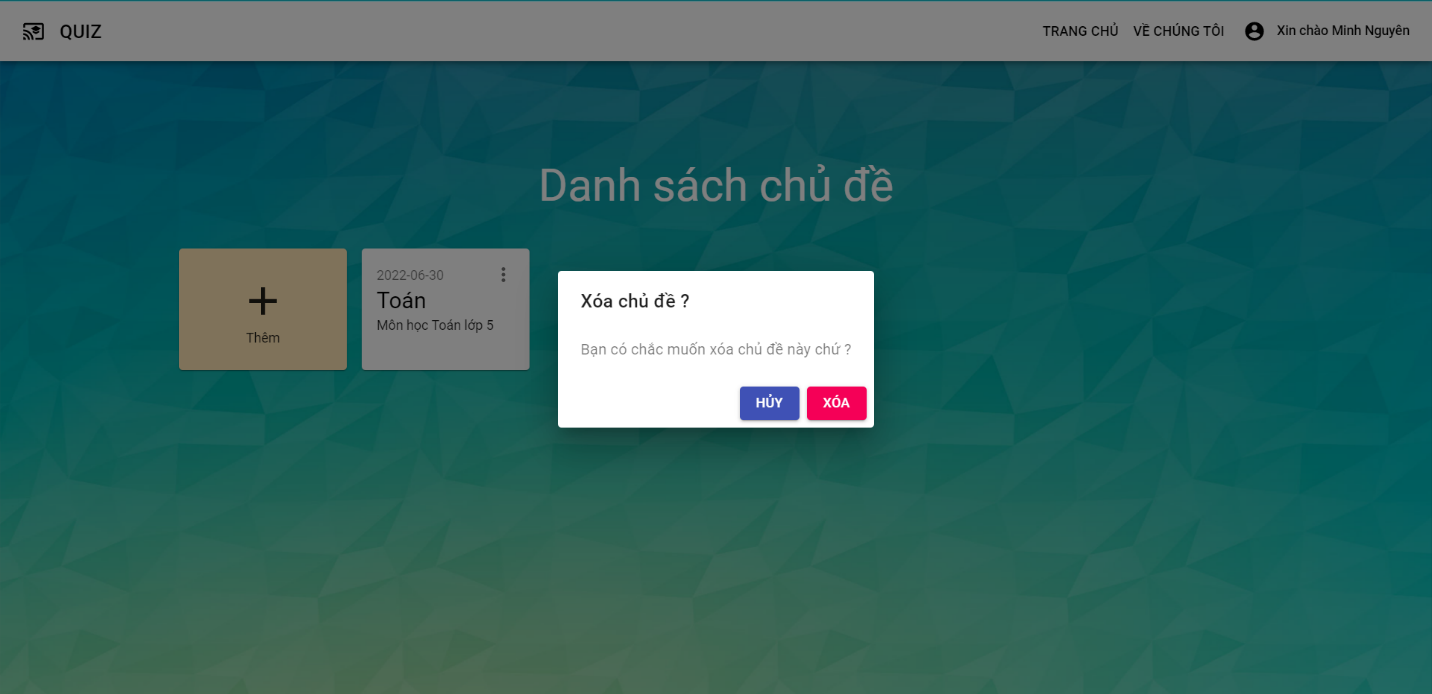 QUIZ
TRANG CHỦ VỀ CHÚNG TÔI Xin chào Minh Nguyên
Danh sách chủ đề
Thêm
2022-06-30
Toán
Môn học Toán lớp 5
Xóa chủ đề ?
Bạn có chắc muốn xóa chủ đề này chứ ?
HỦY XÓA